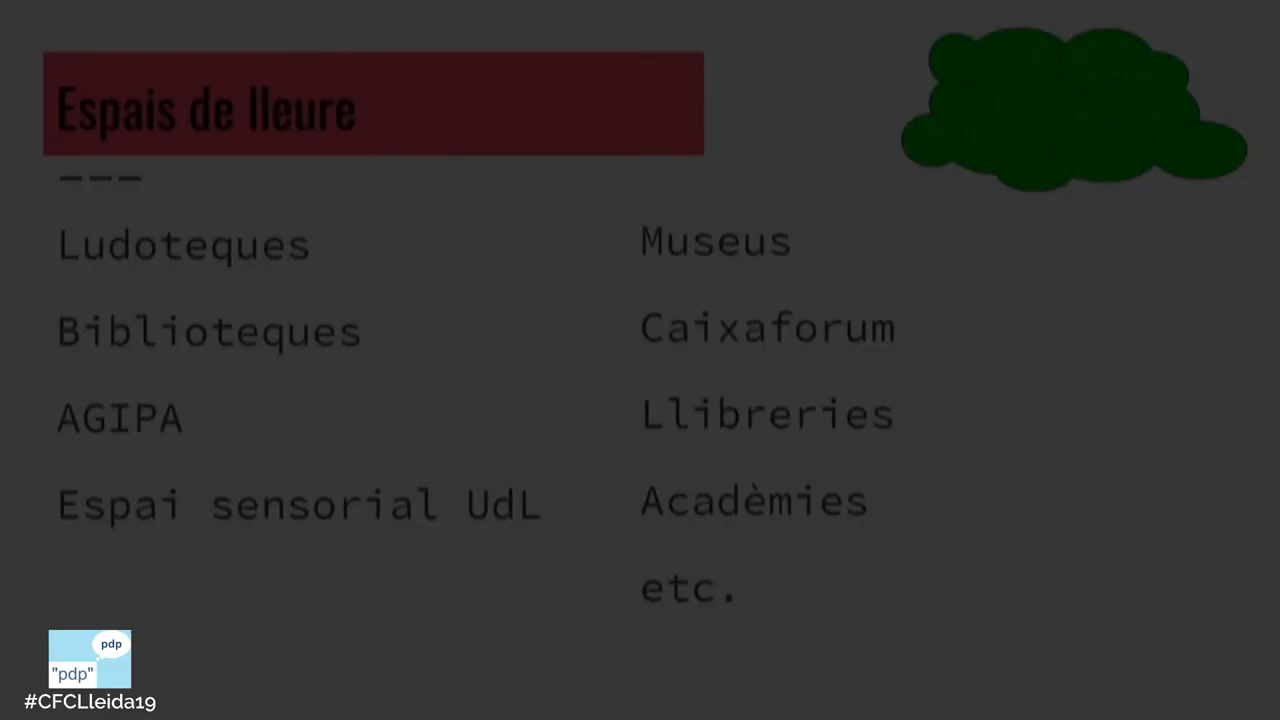 Espais de lleure
Ludoteques
Biblioteques
AGIPA
Espai sensorial UdL
Museus
Caixaforum
Llibreries
Acadèmies
etc.
pdp
"pdp"
#CFCLleida19